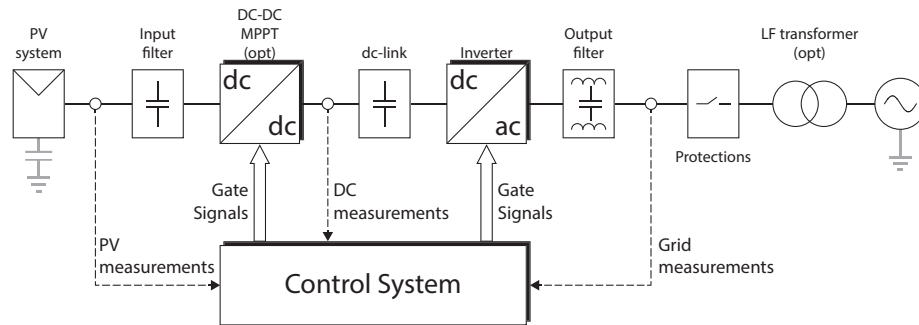 PV
system
Input
filter
DC-DC
MPPT
(opt)
dc-link
Inverter
Output
filter
LF transformer
(opt)
dc
dc
dc
ac
Protections
Gate
Signals
DC
measurements
Gate
Signals
PV
measurements
Grid
measurements
Control System